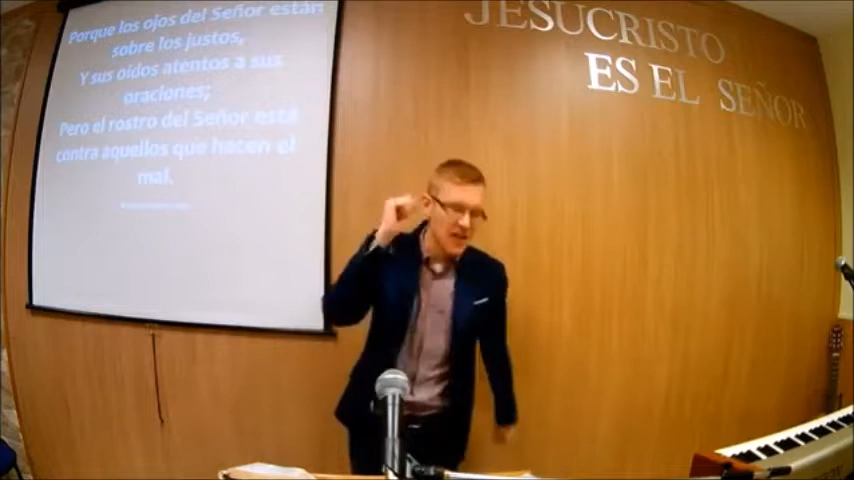 Porque los ojos del Señor están
sobre los justos,
Y sus oídos atentos a sus
oraciones;
Pero el rostro del Señor está
contra aquellos que hacen el
mal.
JESUCRISTO
ES EL SEÑOR